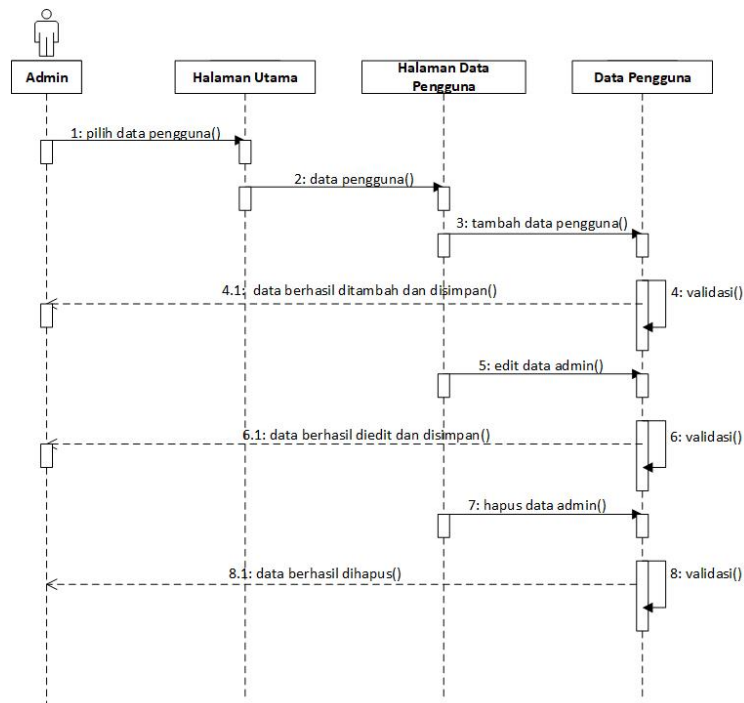 Admin
Halaman Utama
Halaman Data
Pengguna
Data Pengguna
1: pilih data pengguna()
2: data pengguna()
3: tambah data pengguna()
4.1: data berhasil ditambah dan disimpan()
4: validasi()
5: edit data admin()
6.1: data berhasil diedit dan disimpan()
6: validasi()
7: hapus data admin()
8.1: data berhasil dihapus()
8: validasi()